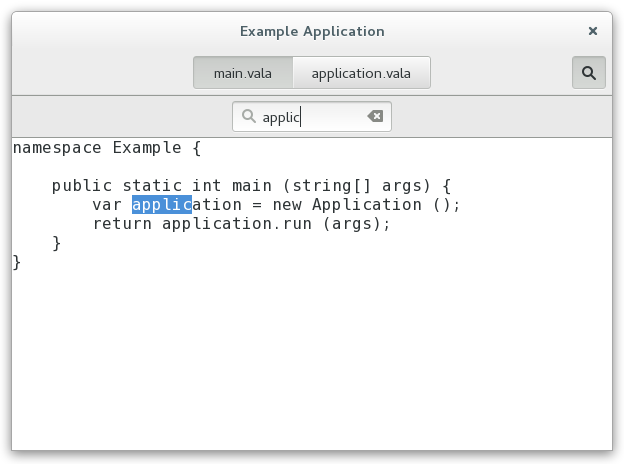 Example Application
main.vala application.vala
applic
namespace Example {
    public static int main (string[] args) {
        var application = new Application ();
        return application.run (args);
    }
}